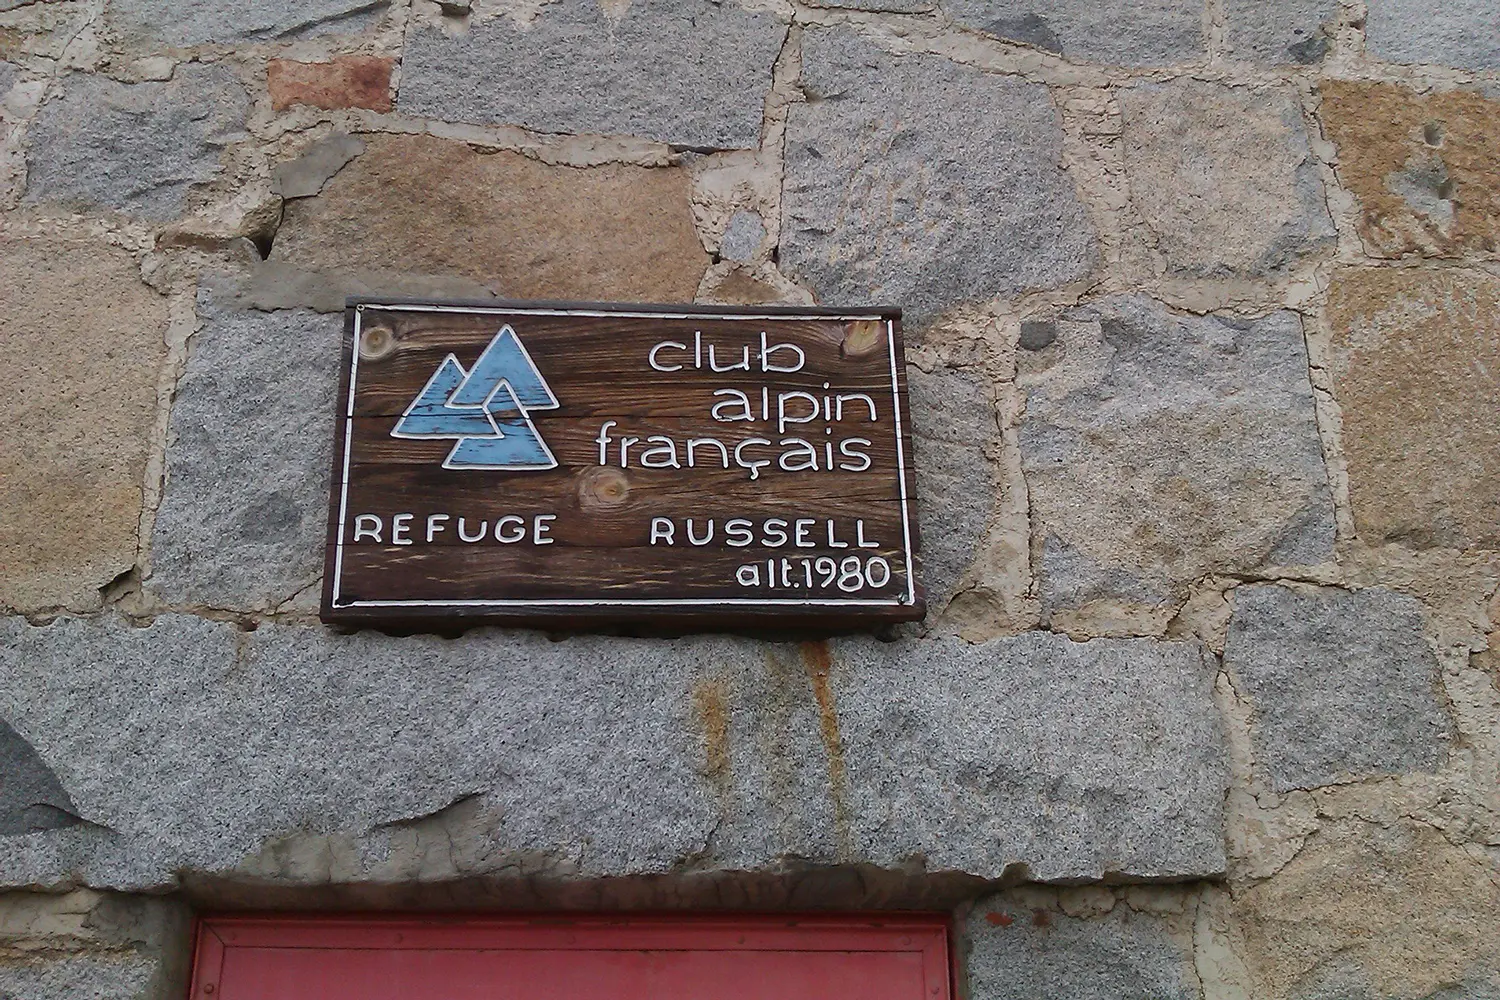 club
alpin
français
REFUGE RUSSELL
alt.1980